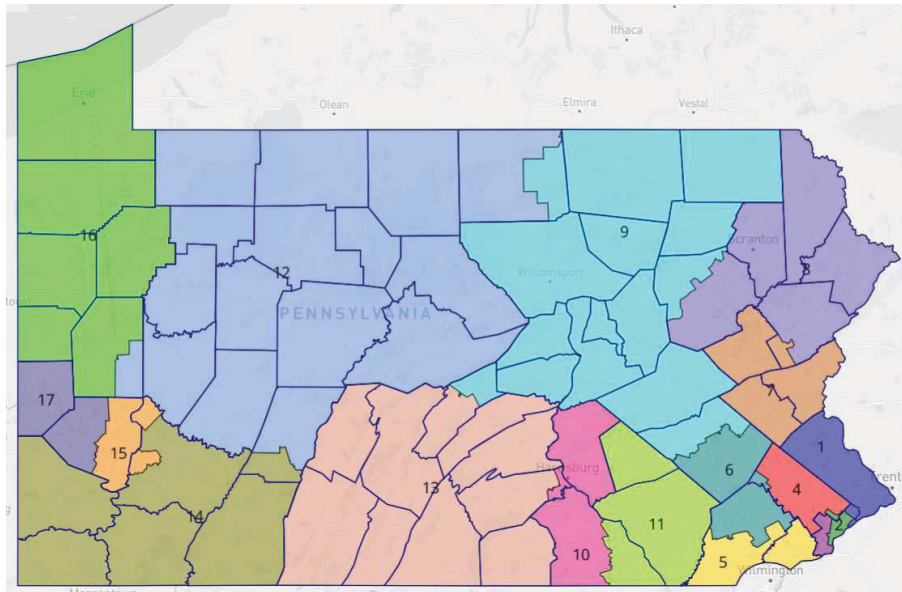 Ithaca
Erie
Olean
Elmira
Vestal
16
9
Scranton
8
12
Williamsport
PENNSYLVANIA
17
7
1
15
6
Harrisburg
4
13
14
11
2
10
5
Wilmington